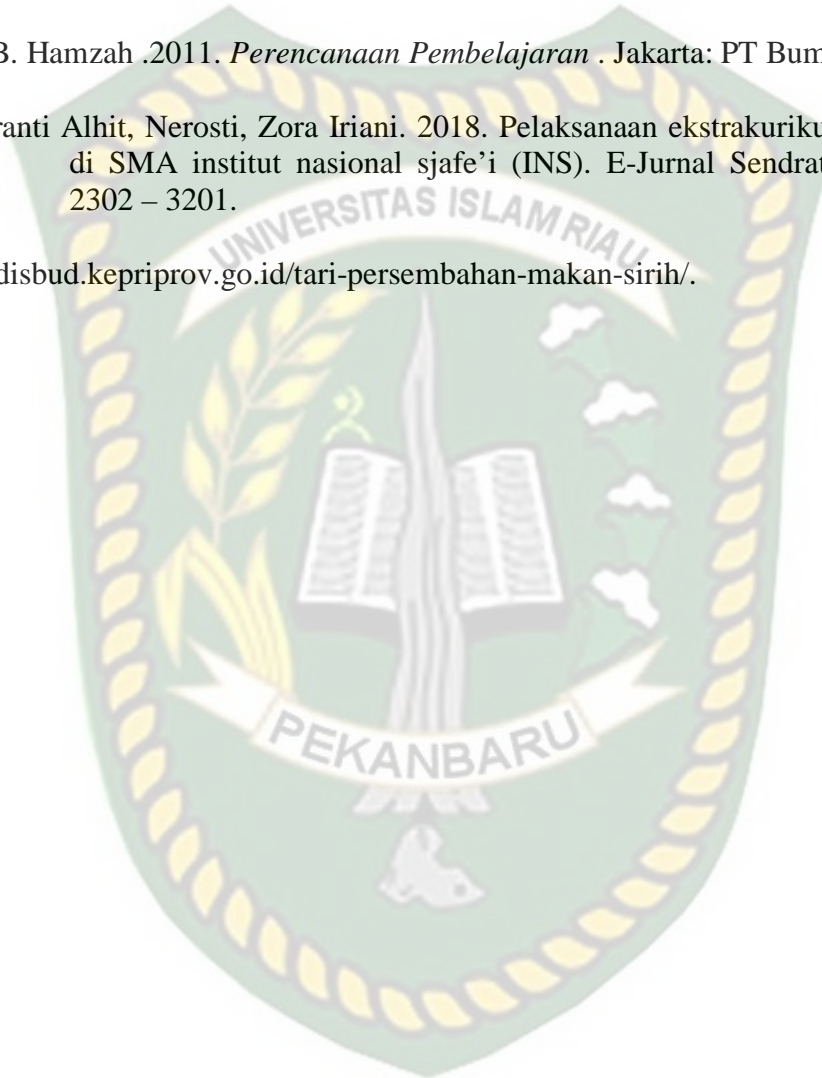 B. Hamzah .2011. Perencanaan Pembelajaran . Jakarta: PT Bum
ranti Alhit, Nerosti, Zora Iriani. 2018. Pelaksanaan ekstrakuriku
di SMA institut nasional sjafe’i (INS). E-Jurnal Sendrat
2302 – 3201.
UNIVERSITAS ISLAM RIAU
disbud.kepriprov.go.id/tari-persembahan-makan-sirih/.
PEKANBARU